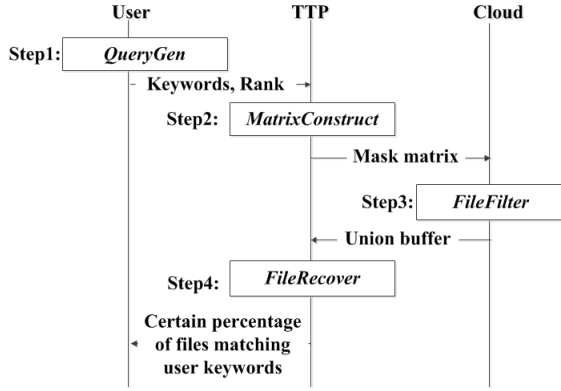 User TTP Cloud
Step1: QueryGen
Keywords, Rank
Step2: MatrixConstruct
Mask matrix
Step3: FileFilter
Union buffer
Step4: FileRecover
Certain percentage
of files matching
user keywords